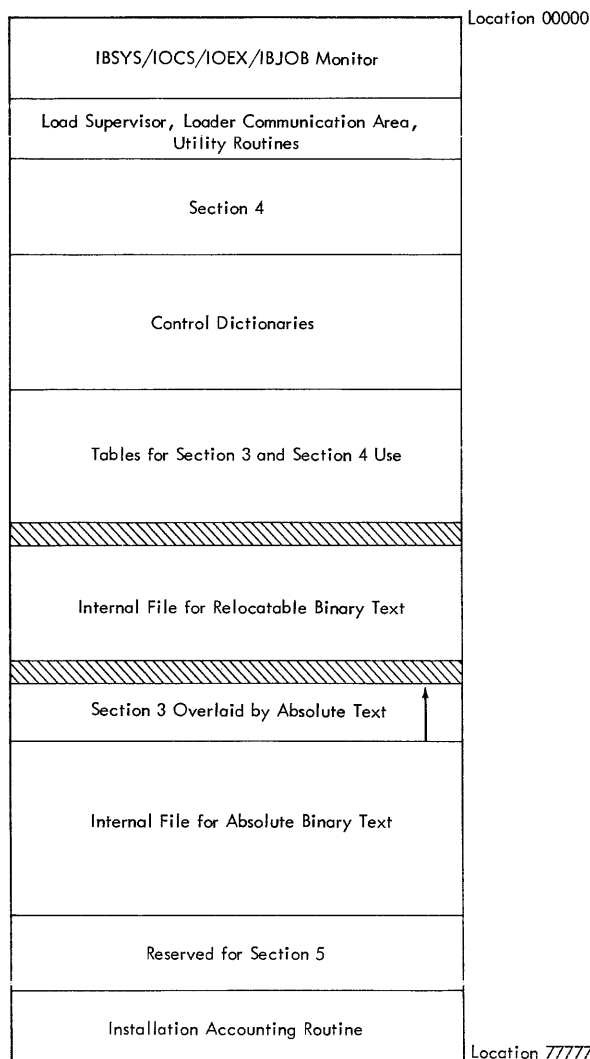 Location 00000
IBSYS/IOCS/IOEX/IBJOB Monitor
Load Supervisor, Loader Communication Area,
Utility Routines
Section 4
Control Dictionaries
Tables for Section 3 and Section 4 Use
Internal File for Relocatable Binary Text
Section 3 Overlaid by Absolute Text
Internal File for Absolute Binary Text
Reserved for Section 5
Installation Accounting Routine
Location 77777